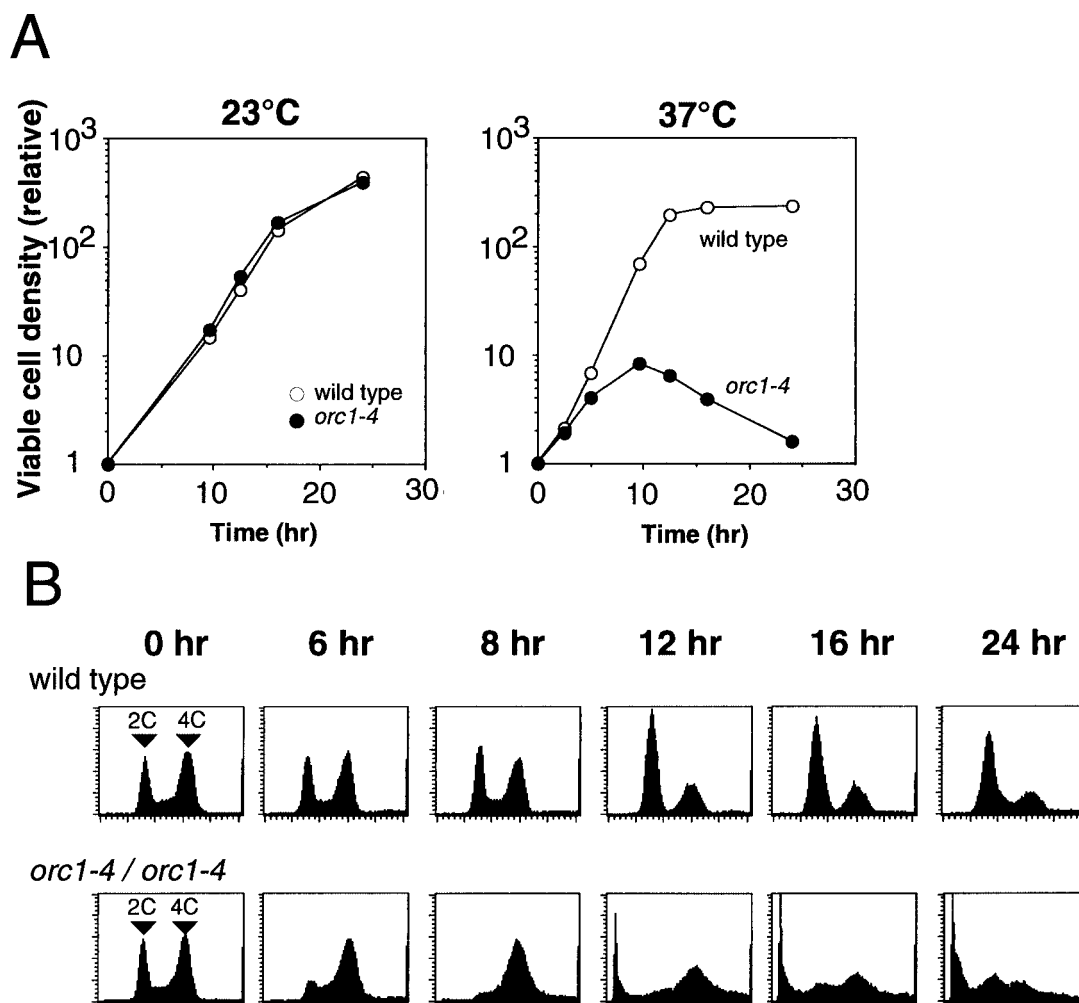 A
23°C
37°C
Viable cell density (relative)
10³
10²
10
1
0
10
20
30
Time (hr)
wild type
orc1-4
10³
10²
10
1
0
10
20
30
Time (hr)
wild type
orc1-4
B
0 hr
6 hr
8 hr
12 hr
16 hr
24 hr
wild type
2C
4C
orc1-4 / orc1-4
2C
4C